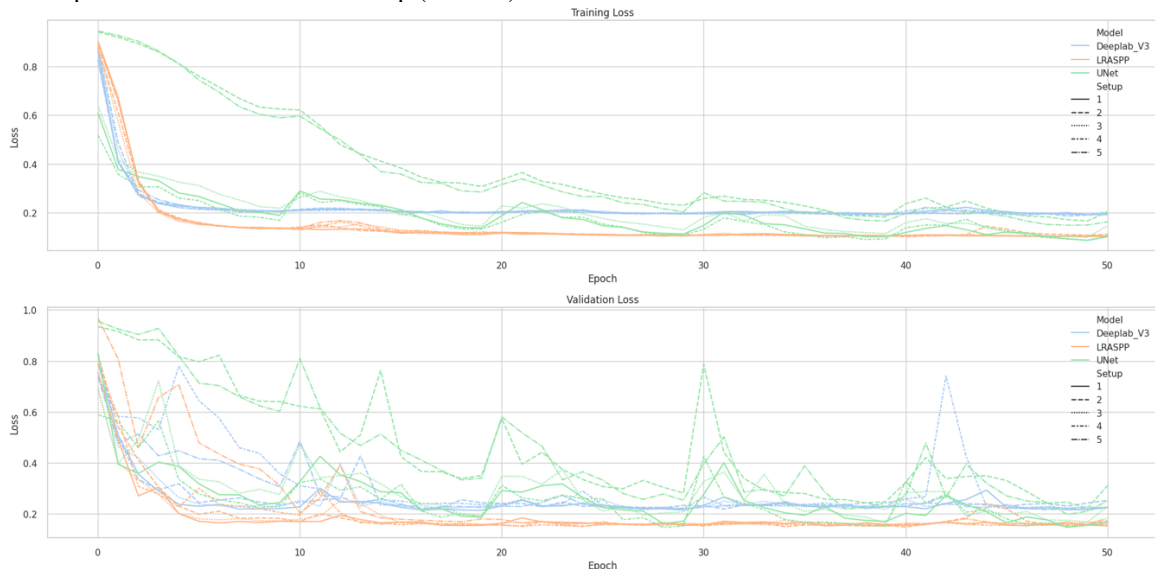 Training Loss
Loss
0.8
0.6
0.4
0.2
0
10
20
30
40
50
Epoch
Model
Deeplab_V3
LRASPP
UNet
Setup
1
2
3
4
5
Validation Loss
Loss
1.0
0.8
0.6
0.4
0.2
0
10
20
30
40
50
Epoch
Model
Deeplab_V3
LRASPP
UNet
Setup
1
2
3
4
5